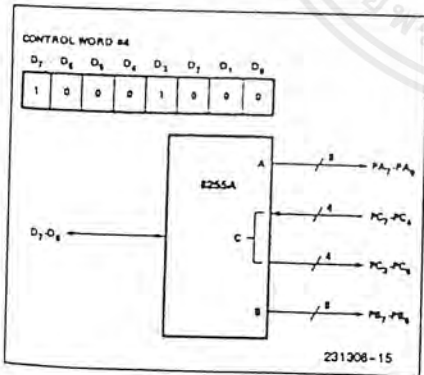 CONTROL WORD #4
D7 D6 D5 D4 D3 D2 D1 D0
1 0 0 0 1 0 0 0
8255A
A
8
PA7-PA0
4
PC7-PC4
C
D7-D0
4
PC3-PC0
B
8
PB7-PB0
231308-15